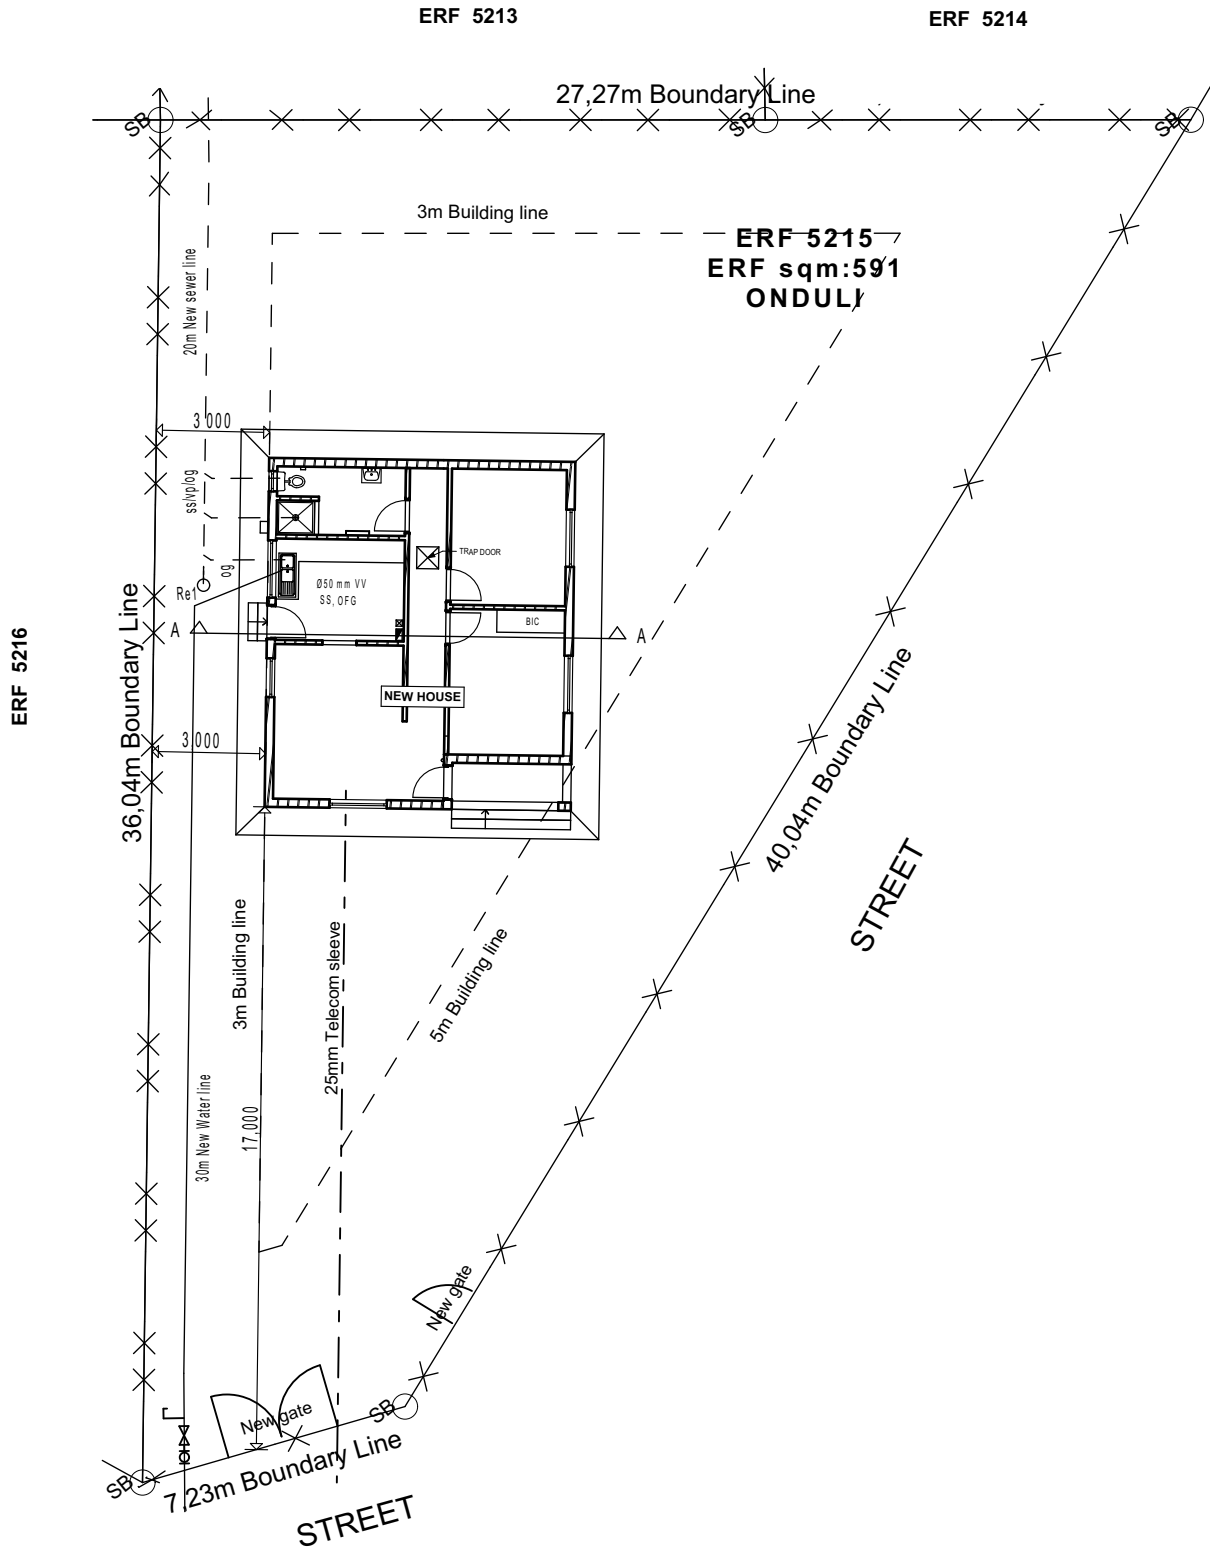 ERF 5213
ERF 5214
27,27m Boundary Line
SB
SB
SB
3m Building line
ERF 5215
ERF sqm:591
ONDULI
20m New sewer line
3 000
ss/vp/og
TRAP DOOR
og
Ø50 mm VV
SS, OFG
Re1
BIC
A
A
ERF 5216
36,04m Boundary Line
NEW HOUSE
3,000
40,04m Boundary Line
STREET
3m Building line
25mm Telecom sleeve
5m Building line
17,000
30m New Water line
New gate
New gate
SB
SB
7,23m Boundary Line
STREET